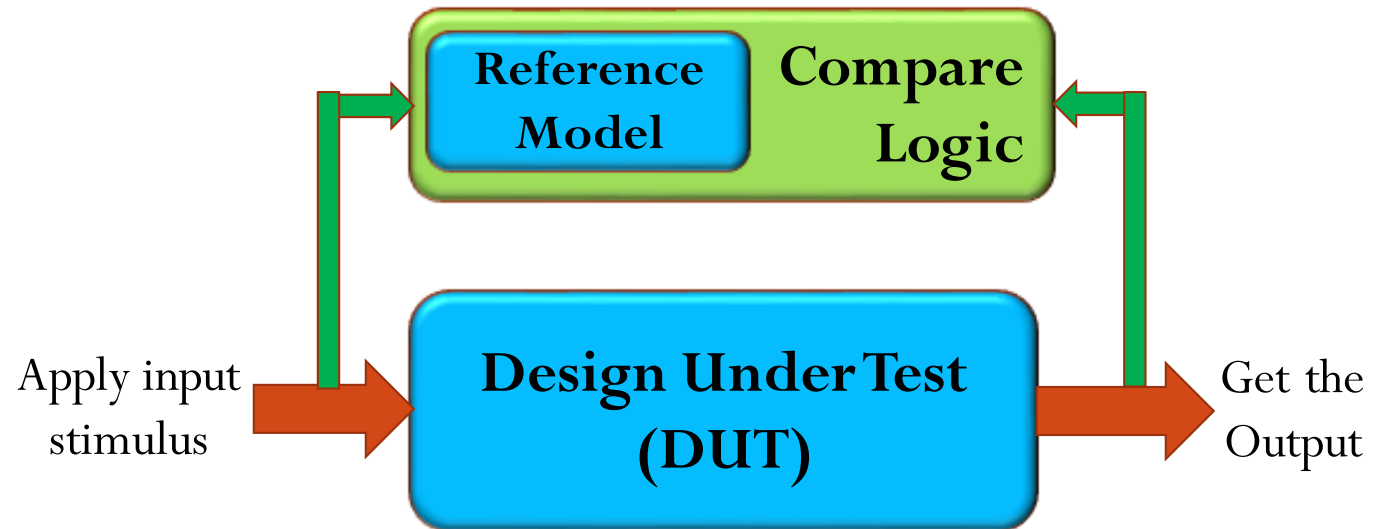 Reference
Model
Compare
Logic
Apply input
stimulus
Design Under Test
(DUT)
Get the
Output